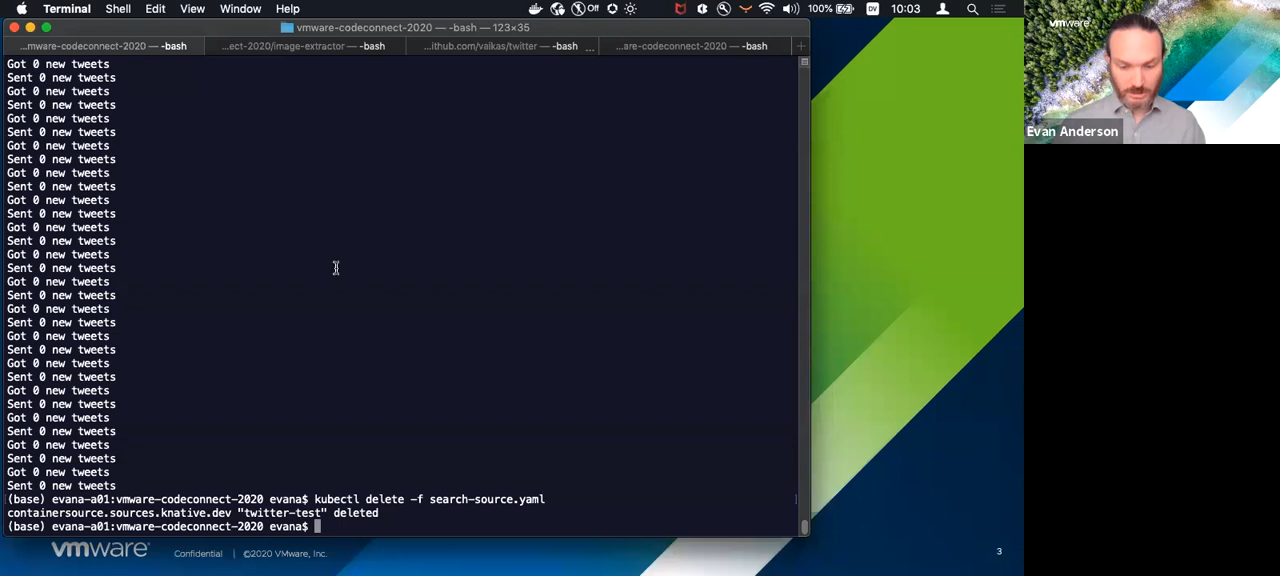 Terminal Shell Edit View Window Help Off 100% DV 10:03
vmware-codeconnect-2020 — -bash — 123×35
...mware-codeconnect-2020 — -bash ...ect-2020/image-extractor — -bash ...ithub.com/vaikas/twitter — -bash ... ...are-codeconnect-2020 — -bash
Got 0 new tweets
Sent 0 new tweets
Got 0 new tweets
Sent 0 new tweets
Got 0 new tweets
Sent 0 new tweets
Got 0 new tweets
Sent 0 new tweets
Got 0 new tweets
Sent 0 new tweets
Got 0 new tweets
Sent 0 new tweets
Got 0 new tweets
Sent 0 new tweets
Got 0 new tweets
Sent 0 new tweets
Got 0 new tweets
Sent 0 new tweets
Got 0 new tweets
Sent 0 new tweets
Got 0 new tweets
Sent 0 new tweets
Got 0 new tweets
Sent 0 new tweets
Got 0 new tweets
Sent 0 new tweets
Got 0 new tweets
Sent 0 new tweets
Got 0 new tweets
Sent 0 new tweets
Got 0 new tweets
Sent 0 new tweets
(base) evana-a01:vmware-codeconnect-2020 evana$ kubectl delete -f search-source.yaml
containersource.sources.knative.dev "twitter-test" deleted
(base) evana-a01:vmware-codeconnect-2020 evana$
vmware Confidential | ©2020 VMware, Inc. 3
vmware
Evan Anderson